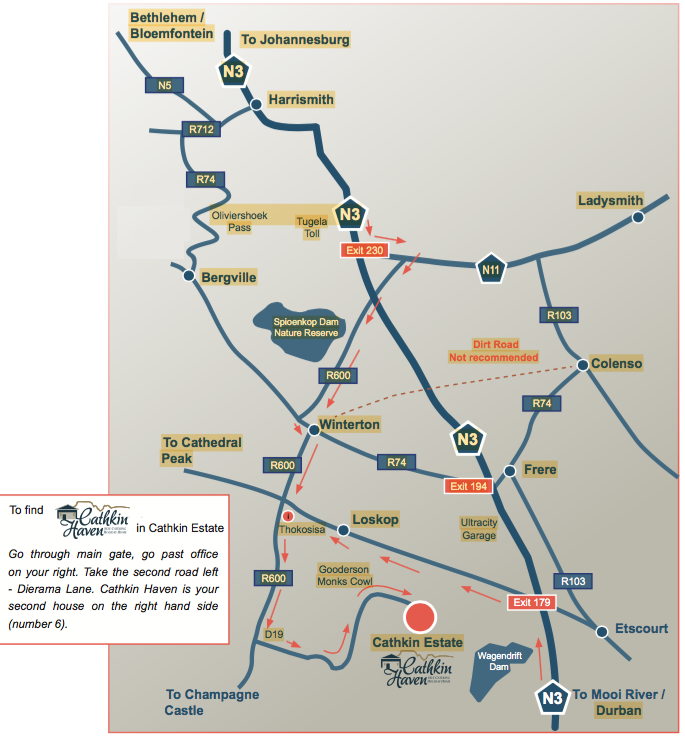 Bethlehem /
Bloemfontein
To Johannesburg
N3
N5
Harrismith
R712
R74
Oliviershoek
Pass
Tugela
Toll
N3
Ladysmith
Exit 230
N11
Bergville
R103
Spioenkop Dam
Nature Reserve
Dirt Road
Not recommended
Colenso
R600
R74
Winterton
N3
To Cathedral
Peak
R600
R74
Frere
Exit 194
To find
Cathkin
Haven
in Cathkin Estate
Go through main gate, go past office
on your right. Take the second road left
- Dierama Lane. Cathkin Haven is your
second house on the right hand side
(number 6).
i
Thokosisa
Loskop
Ultracity
Garage
Gooderson
Monks Cowl
R600
R103
Exit 179
D19
Cathkin Estate
Cathkin
Haven
Etscourt
Wagendrift
Dam
To Champagne
Castle
N3
To Mooi River /
Durban